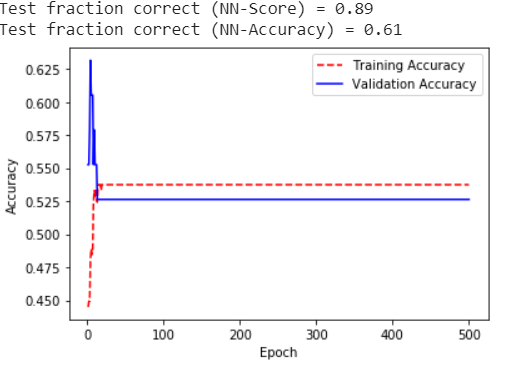 Test fraction correct (NN-Score) = 0.89
Test fraction correct (NN-Accuracy) = 0.61
Training Accuracy
Validation Accuracy
0.625
0.600
0.575
0.550
0.525
0.500
0.475
0.450
Accuracy
0 100 200 300 400 500
Epoch